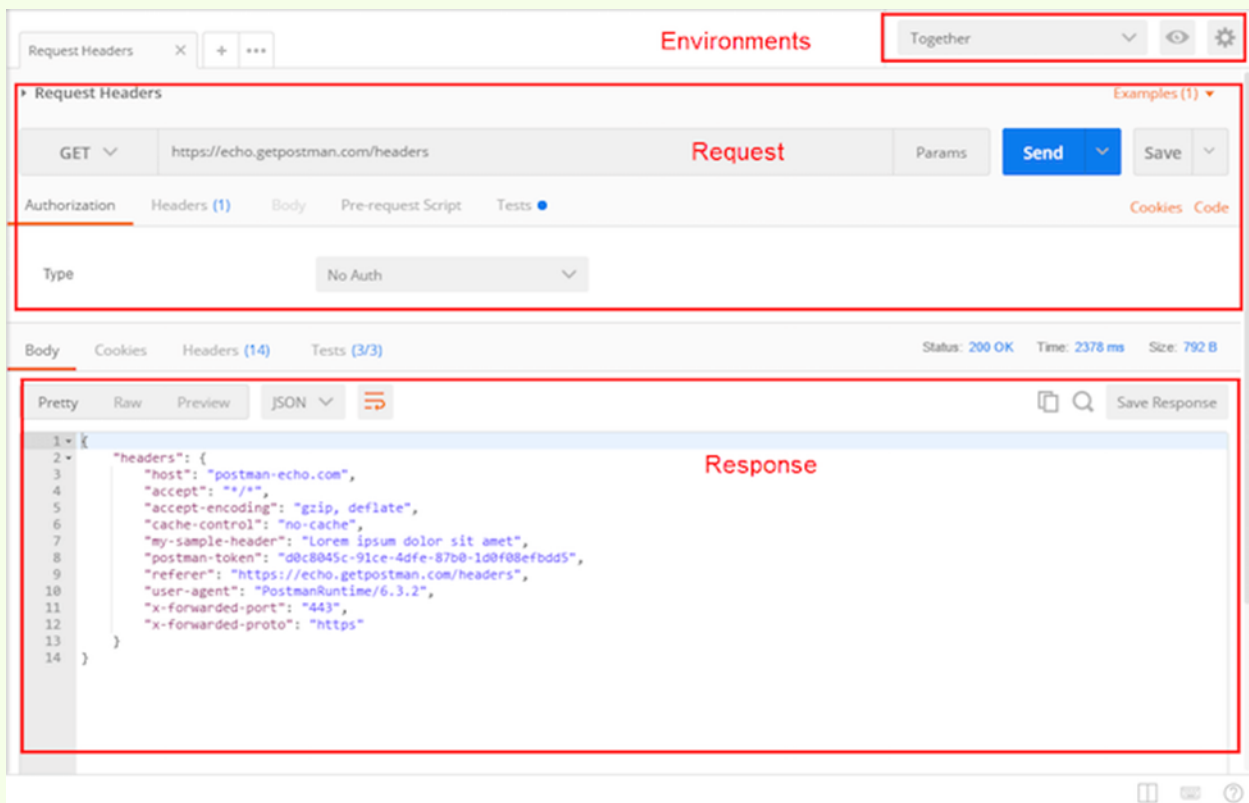 Request Headers × + •••
Environments
Together
Request Headers
Examples (1)
GET
https://echo.getpostman.com/headers
Request
Params
Send
Save
Authorization Headers (1) Body Pre-request Script Tests
Cookies Code
Type
No Auth
Body Cookies Headers (14) Tests (3/3)
Status: 200 OK Time: 2378 ms Size: 792 B
Pretty Raw Preview JSON
Save Response
Response
1 {
2 "headers": {
3 "host": "postman-echo.com",
4 "accept": "*/*",
5 "accept-encoding": "gzip, deflate",
6 "cache-control": "no-cache",
7 "my-sample-header": "Lorem ipsum dolor sit amet",
8 "postman-token": "d0c8045c-91ce-4dfe-87b0-1d0f08efbdd5",
9 "referer": "https://echo.getpostman.com/headers",
10 "user-agent": "PostmanRuntime/6.3.2",
11 "x-forwarded-port": "443",
12 "x-forwarded-proto": "https"
13 }
14 }